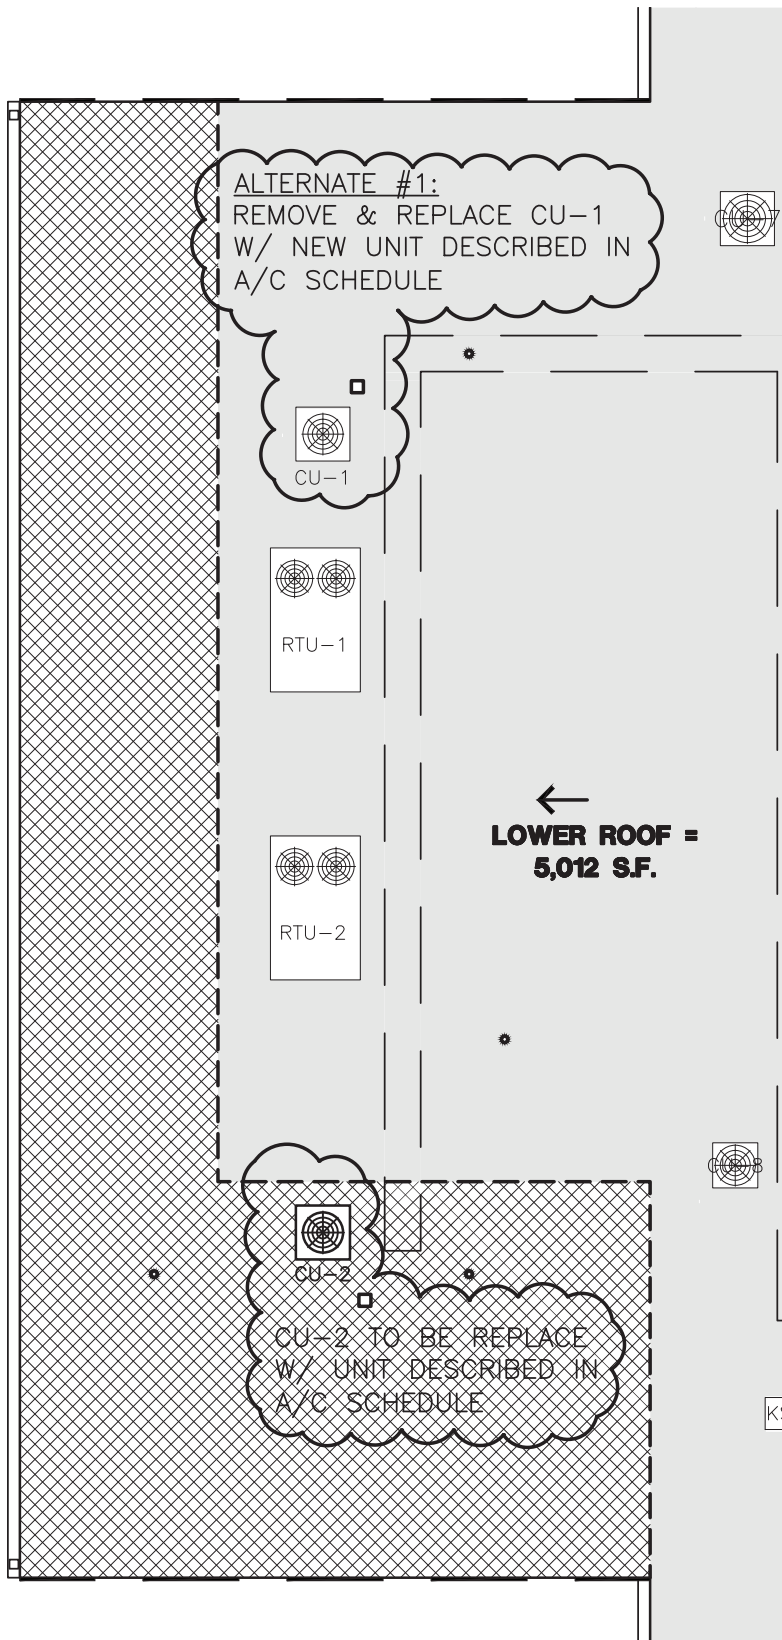 ALTERNATE #1:
REMOVE & REPLACE CU-1
W/ NEW UNIT DESCRIBED IN
A/C SCHEDULE
CU-1
RTU-1
LOWER ROOF =
5,012 S.F.
RTU-2
CU-2
CU-2 TO BE REPLACE
W/ UNIT DESCRIBED IN
A/C SCHEDULE